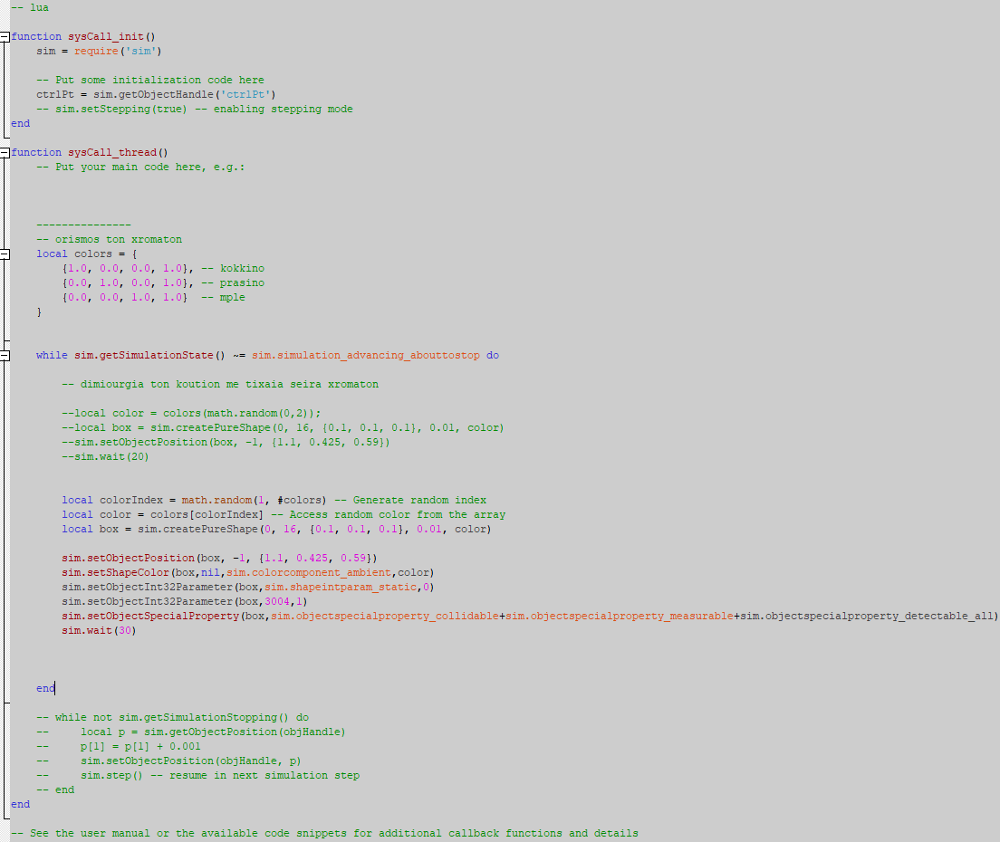 -- lua
function sysCall_init()
sim = require('sim')
-- Put some initialization code here
ctrlPt = sim.getObjectHandle('ctrlPt')
-- sim.setStepping(true) -- enabling stepping mode
end
function sysCall_thread()
-- Put your main code here, e.g.:
---------------
-- orismos ton xromaton
local colors = {
{1.0, 0.0, 0.0, 1.0}, -- kokkino
{0.0, 1.0, 0.0, 1.0}, -- prasino
{0.0, 0.0, 1.0, 1.0}  -- mple
}
while sim.getSimulationState() ~= sim.simulation_advancing_abouttostop do
-- dimiourgia ton koution me tixaia seira xromaton
--local color = colors(math.random(0,2));
--local box = sim.createPureShape(0, 16, {0.1, 0.1, 0.1}, 0.01, color)
--sim.setObjectPosition(box, -1, {1.1, 0.425, 0.59})
--sim.wait(20)
local colorIndex = math.random(1, #colors) -- Generate random index
local color = colors[colorIndex] -- Access random color from the array
local box = sim.createPureShape(0, 16, {0.1, 0.1, 0.1}, 0.01, color)
sim.setObjectPosition(box, -1, {1.1, 0.425, 0.59})
sim.setShapeColor(box,nil,sim.colorcomponent_ambient,color)
sim.setObjectInt32Parameter(box,sim.shapeintparam_static,0)
sim.setObjectInt32Parameter(box,3004,1)
sim.setObjectSpecialProperty(box,sim.objectspecialproperty_collidable+sim.objectspecialproperty_measurable+sim.objectspecialproperty_detectable_all)
sim.wait(30)
end
-- while not sim.getSimulationStopping() do
--     local p = sim.getObjectPosition(objHandle)
--     p[1] = p[1] + 0.001
--     sim.setObjectPosition(objHandle, p)
--     sim.step() -- resume in next simulation step
-- end
end
-- See the user manual or the available code snippets for additional callback functions and details